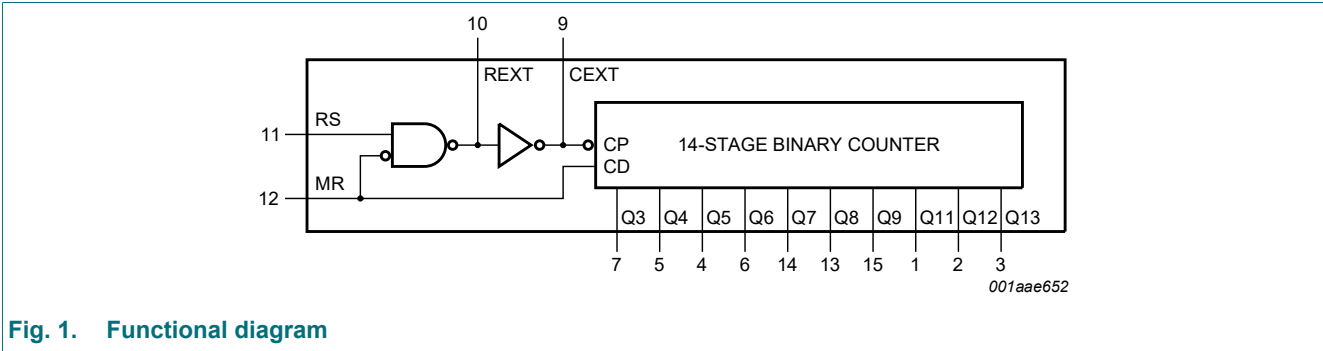 10 9
REXT CEXT
RS
11
CP 14-STAGE BINARY COUNTER
CD
MR
12
Q3 Q4 Q5 Q6 Q7 Q8 Q9 Q11 Q12 Q13
7 5 4 6 14 13 15 1 2 3
001aae652
Fig. 1. Functional diagram